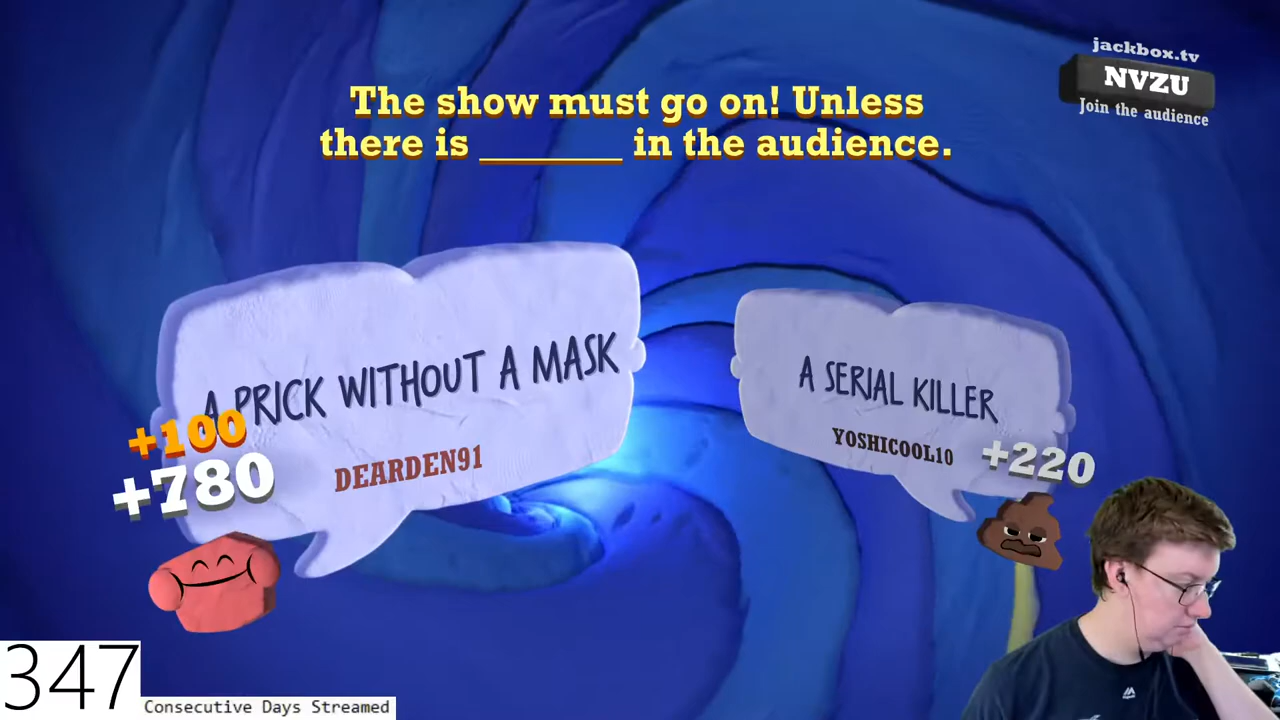 jackbox.tv
NVZU
Join the audience
The show must go on! Unless
there is _______ in the audience.
A PRICK WITHOUT A MASK
DEARDEN91
+100
+780
A SERIAL KILLER
YOSHICOOL10
+220
347
Consecutive Days Streamed